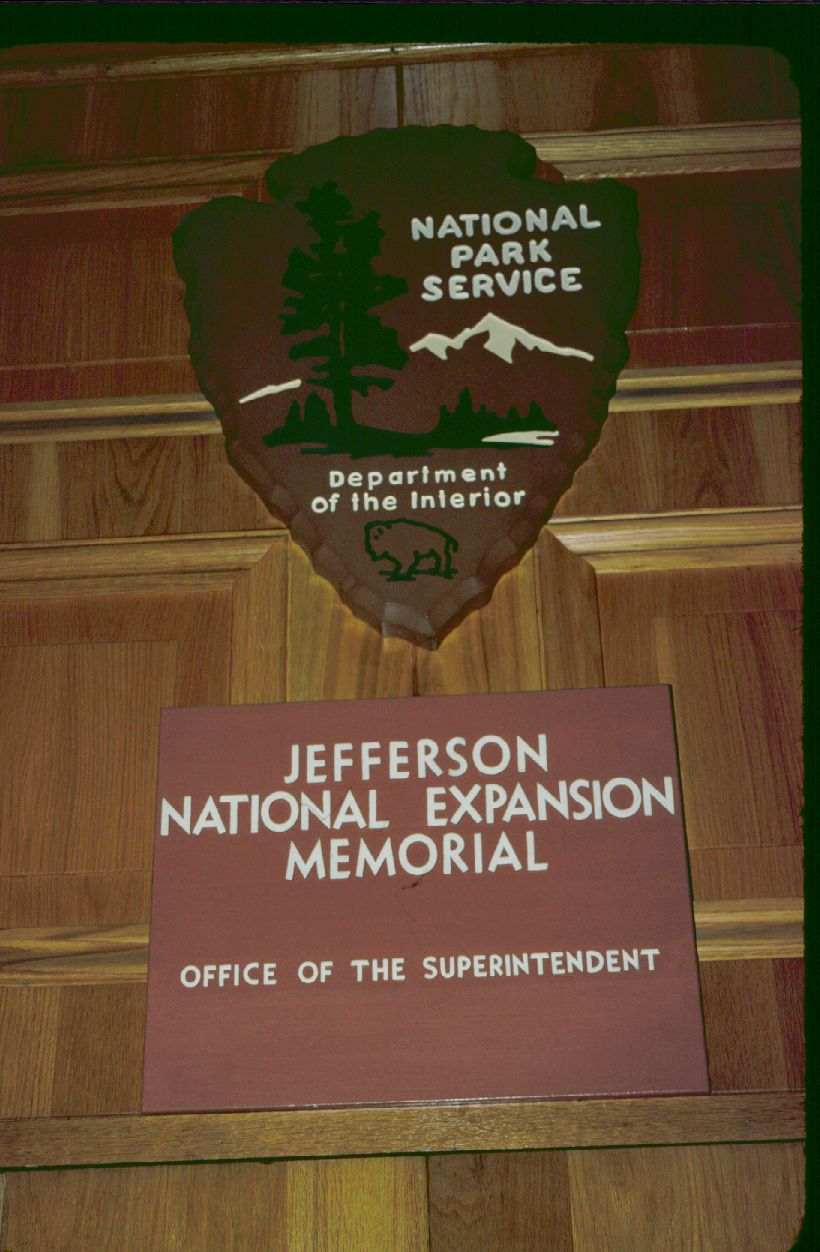 NATIONAL
PARK
SERVICE
Department
of the Interior
JEFFERSON
NATIONAL EXPANSION
MEMORIAL
OFFICE OF THE SUPERINTENDENT